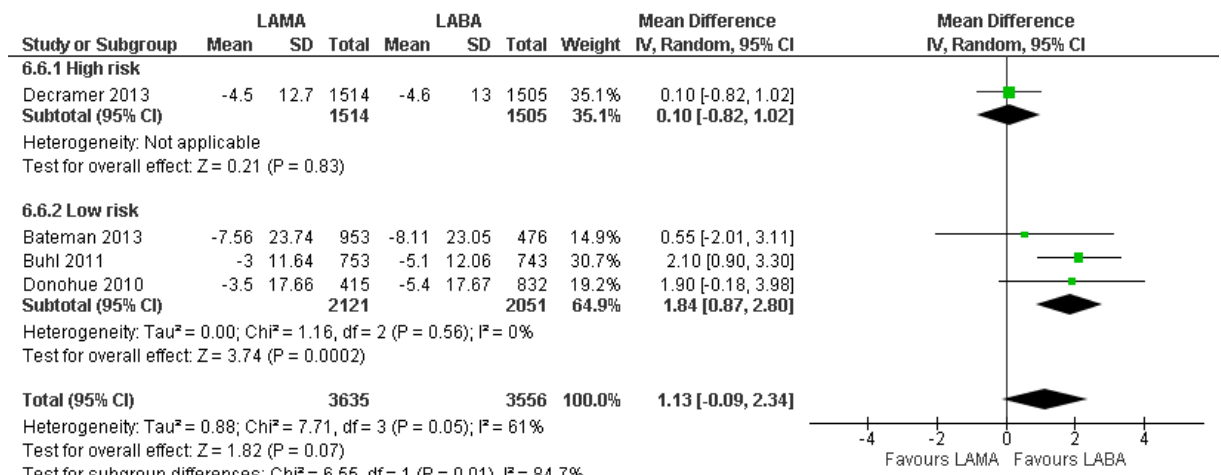 LAMA LABA Mean Difference Mean Difference
Study or Subgroup Mean SD Total Mean SD Total Weight IV, Random, 95% CI IV, Random, 95% CI
6.6.1 High risk
Decramer 2013 -4.5 12.7 1514 -4.6 13 1505 35.1% 0.10 [-0.82, 1.02]
Subtotal (95% CI) 1514 1505 35.1% 0.10 [-0.82, 1.02]
Heterogeneity: Not applicable
Test for overall effect: Z = 0.21 (P = 0.83)
6.6.2 Low risk
Bateman 2013 -7.56 23.74 953 -8.11 23.05 476 14.9% 0.55 [-2.01, 3.11]
Buhl 2011 -3 11.64 753 -5.1 12.06 743 30.7% 2.10 [0.90, 3.30]
Donohue 2010 -3.5 17.66 415 -5.4 17.67 832 19.2% 1.90 [-0.18, 3.98]
Subtotal (95% CI) 2121 2051 64.9% 1.84 [0.87, 2.80]
Heterogeneity: Tau² = 0.00; Chi² = 1.16, df = 2 (P = 0.56); I² = 0%
Test for overall effect: Z = 3.74 (P = 0.0002)
Total (95% CI) 3635 3556 100.0% 1.13 [-0.09, 2.34]
Heterogeneity: Tau² = 0.88; Chi² = 7.71, df = 3 (P = 0.05); I² = 61%
Test for overall effect: Z = 1.82 (P = 0.07)
Test for subgroup differences: Chi² = 6.55, df = 1 (P = 0.01), I² = 84.7%
-4 -2 0 2 4
Favours LAMA Favours LABA